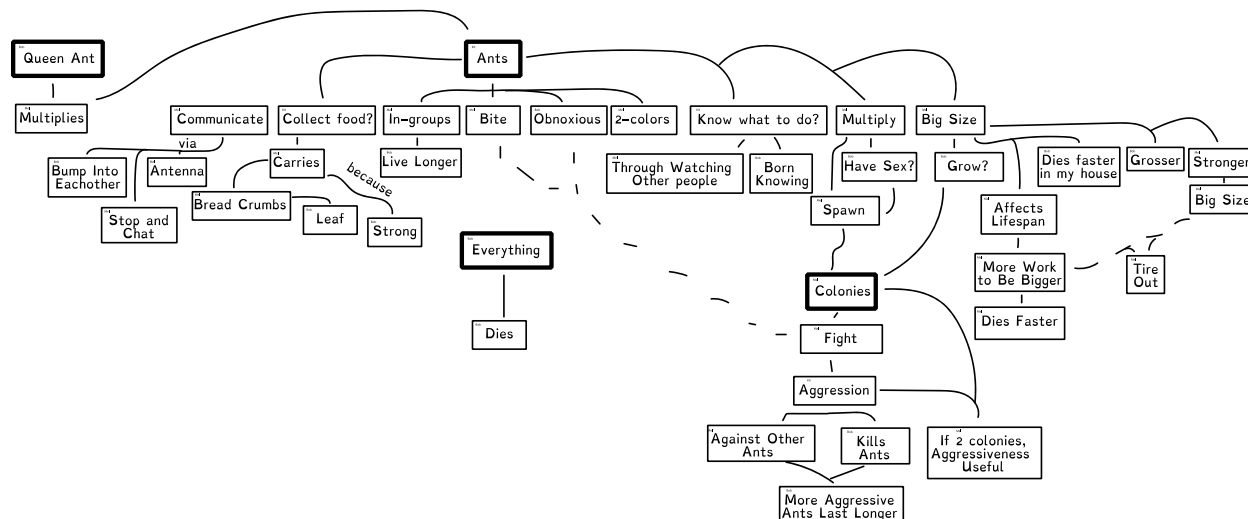 Queen Ant
Ants
Multiplies
Communicate
Collect food?
In-groups
Bite
Obnoxious
2-colors
Know what to do?
Multiply
Big Size
via
Bump Into
Eachother
Antenna
Stop and
Chat
Carries
because
Bread Crumbs
Leaf
Strong
Live Longer
Through Watching
Other people
Born
Knowing
Have Sex?
Grow?
Dies faster
in my house
Grosser
Stronger
Big Size
Spawn
Affects
Lifespan
Everything
More Work
to Be Bigger
Tire
Out
Colonies
Dies
Fight
Dies Faster
Aggression
Against Other
Ants
Kills
Ants
If 2 colonies,
Aggressiveness
Useful
More Aggressive
Ants Last Longer